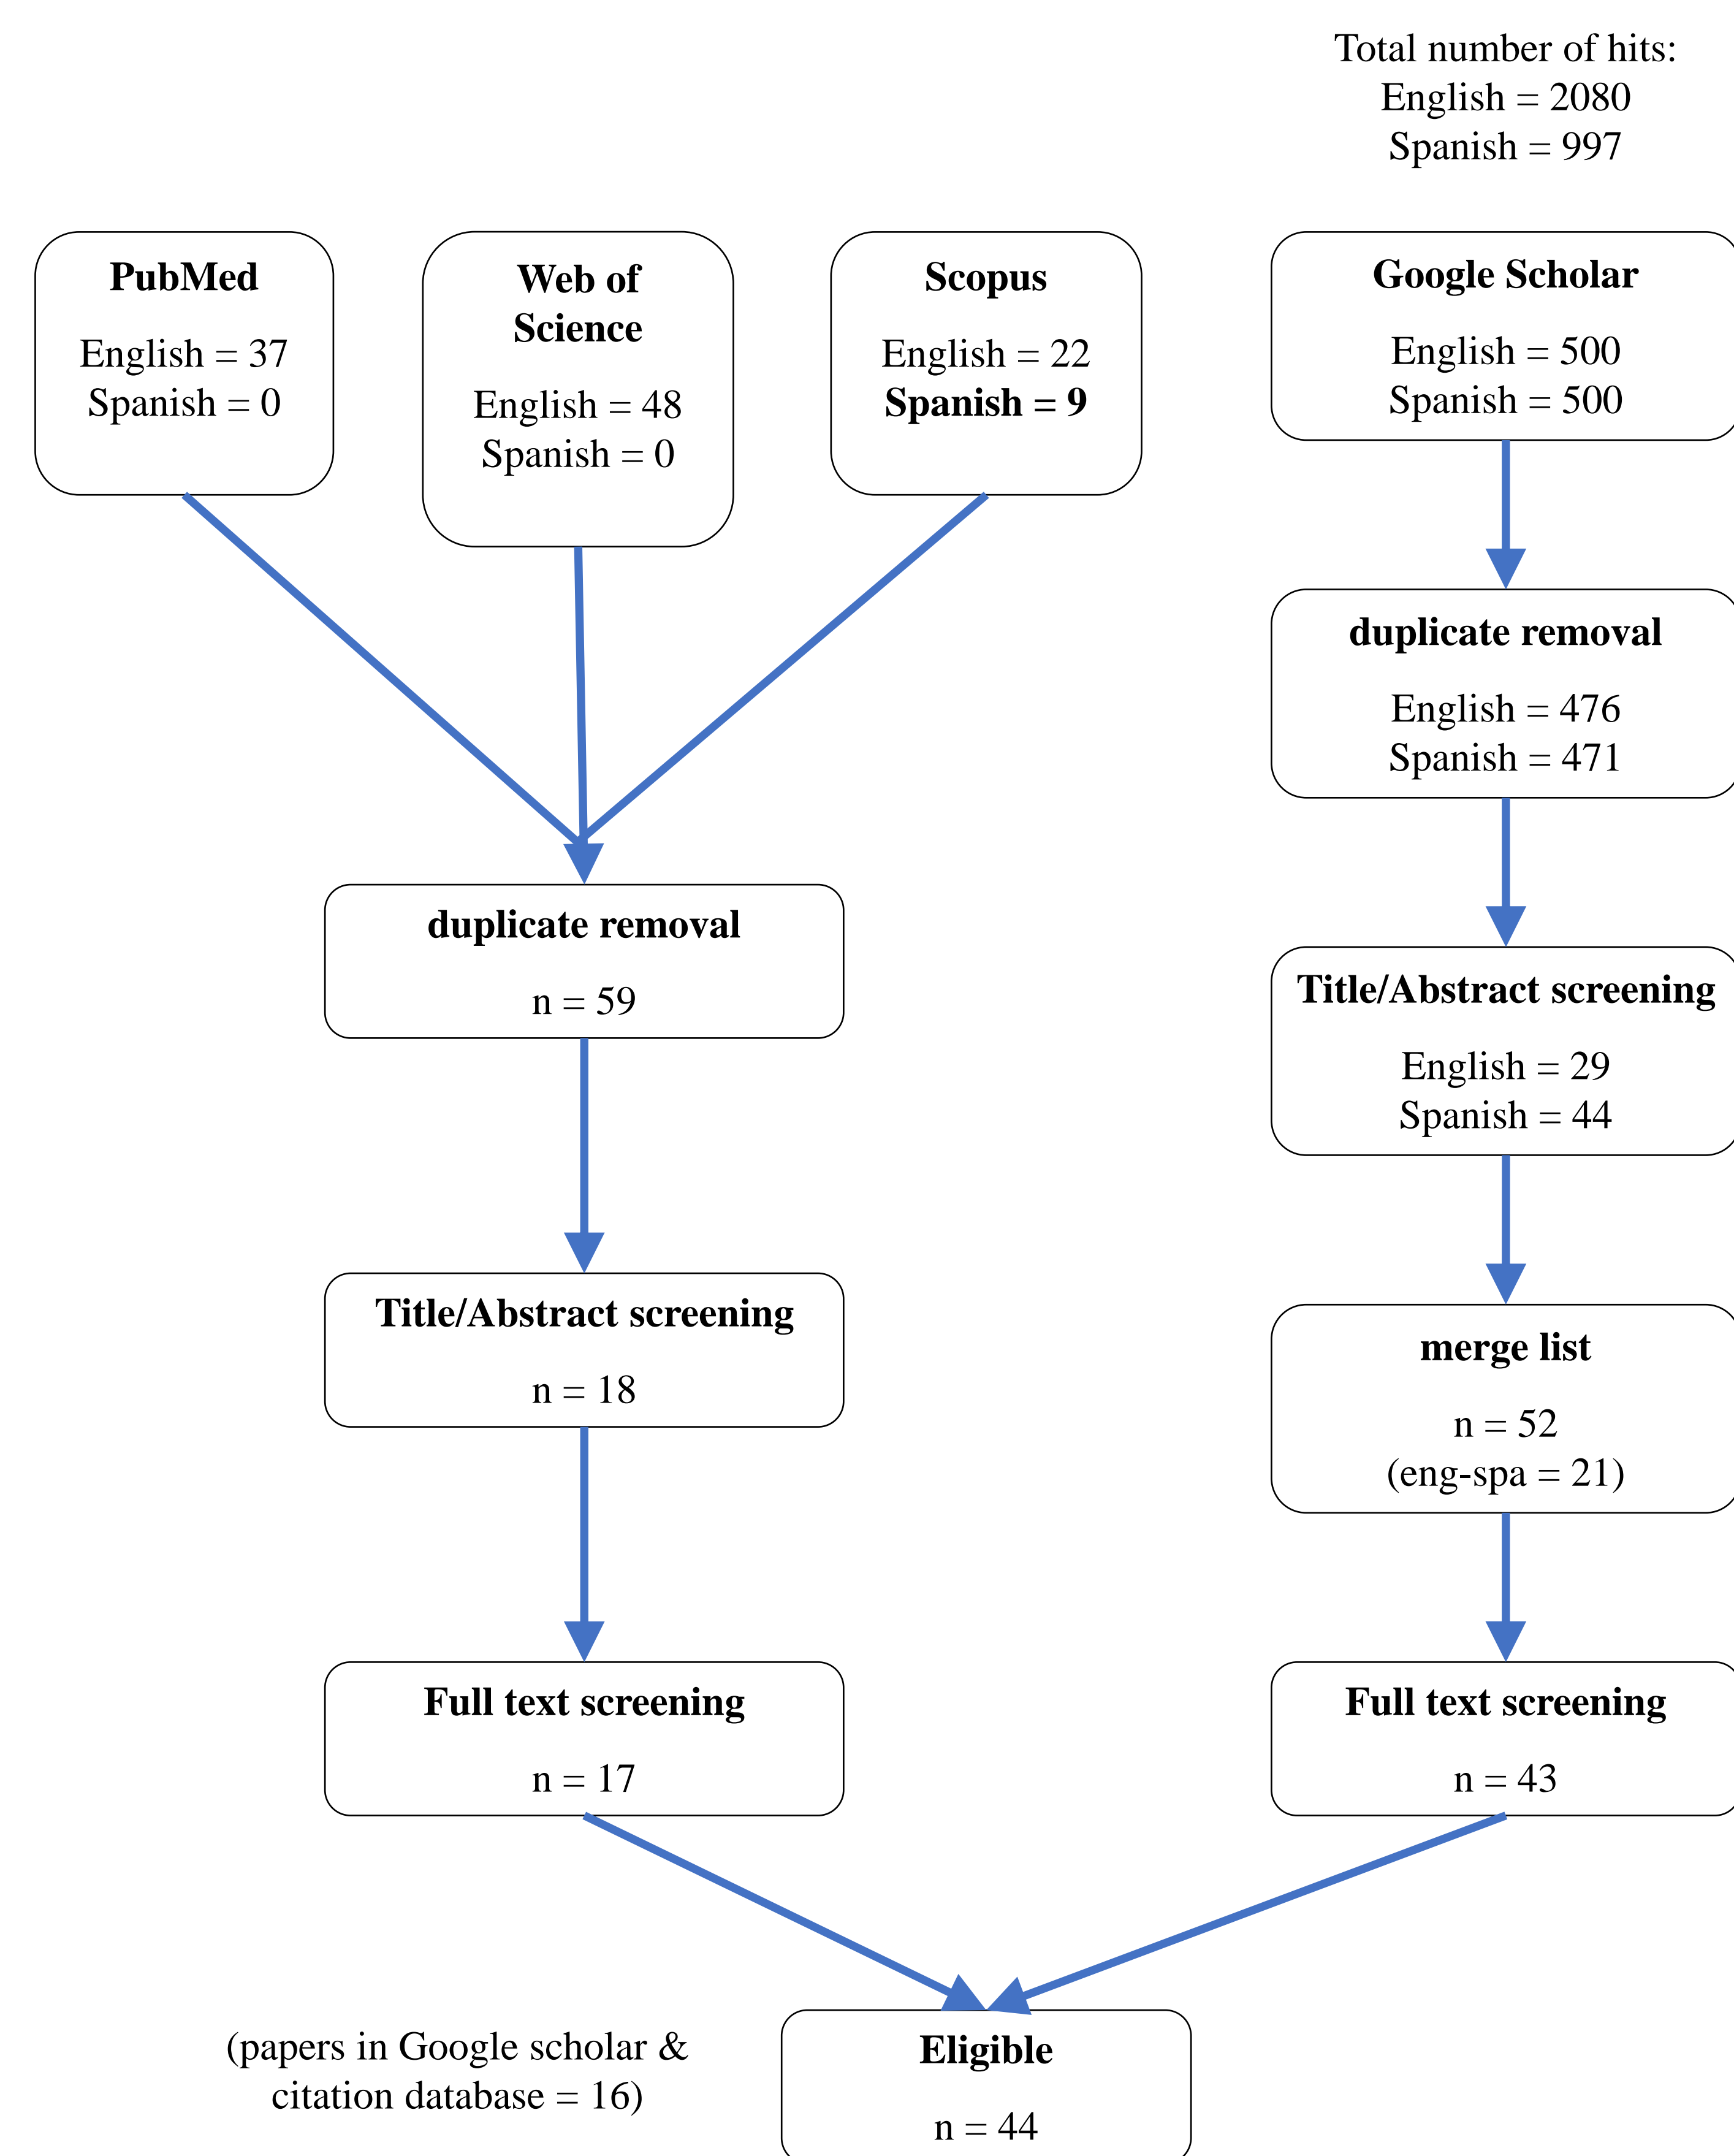 Total number of hits:
English = 2080
Spanish = 997
PubMed
English = 37
Spanish = 0
Web of
Science
English = 48
Spanish = 0
Scopus
English = 22
Spanish = 9
Google Scholar
English = 500
Spanish = 500
duplicate removal
English = 476
Spanish = 471
duplicate removal
n = 59
Title/Abstract screening
English = 29
Spanish = 44
Title/Abstract screening
n = 18
merge list
n = 52
(eng-spa = 21)
Full text screening
n = 17
Full text screening
n = 43
(papers in Google scholar &
citation database = 16)
Eligible
n = 44